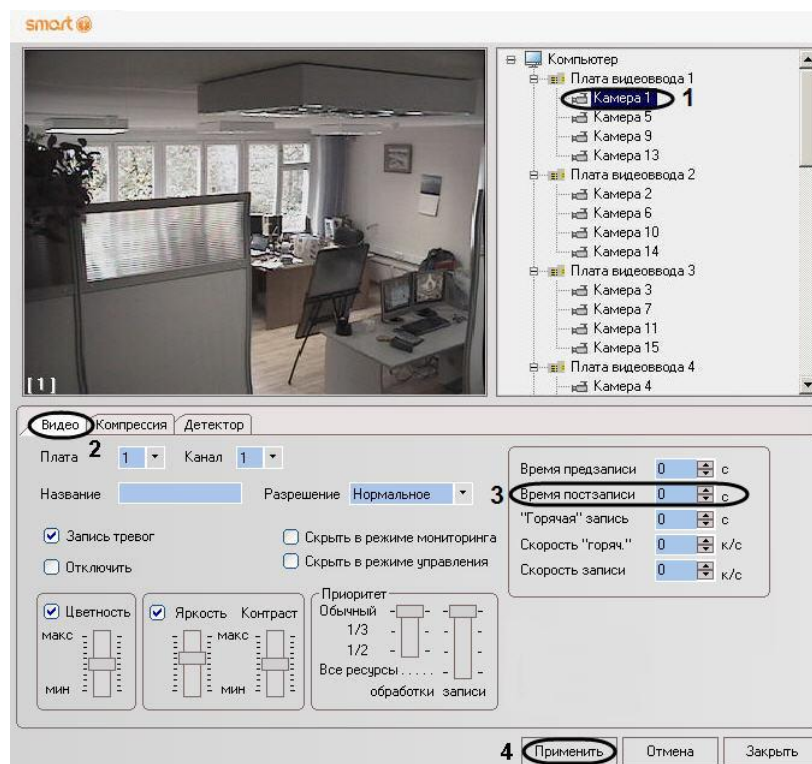 smart
Компьютер
Плата видеоввода 1
Камера 1
1
Камера 5
Камера 9
Камера 13
Плата видеоввода 2
Камера 2
Камера 6
Камера 10
Камера 14
Плата видеоввода 3
Камера 3
Камера 7
Камера 11
Камера 15
Плата видеоввода 4
Камера 4
[1]
Видео
Компрессия
Детектор
2
Плата 1
Канал 1
Название
Разрешение Нормальное
Запись тревог
Отключить
Скрыть в режиме мониторинга
Скрыть в режиме управления
Цветность
макс
мин
Яркость Контраст
макс
мин
Приоритет
Обычный
1/3
1/2
Все ресурсы.....
обработки записи
Время предзаписи 0 с
3
Время постзаписи 0 с
"Горячая" запись 0 с
Скорость "горяч." 0 к/с
Скорость записи 0 к/с
4
Применить
Отмена
Закрыть